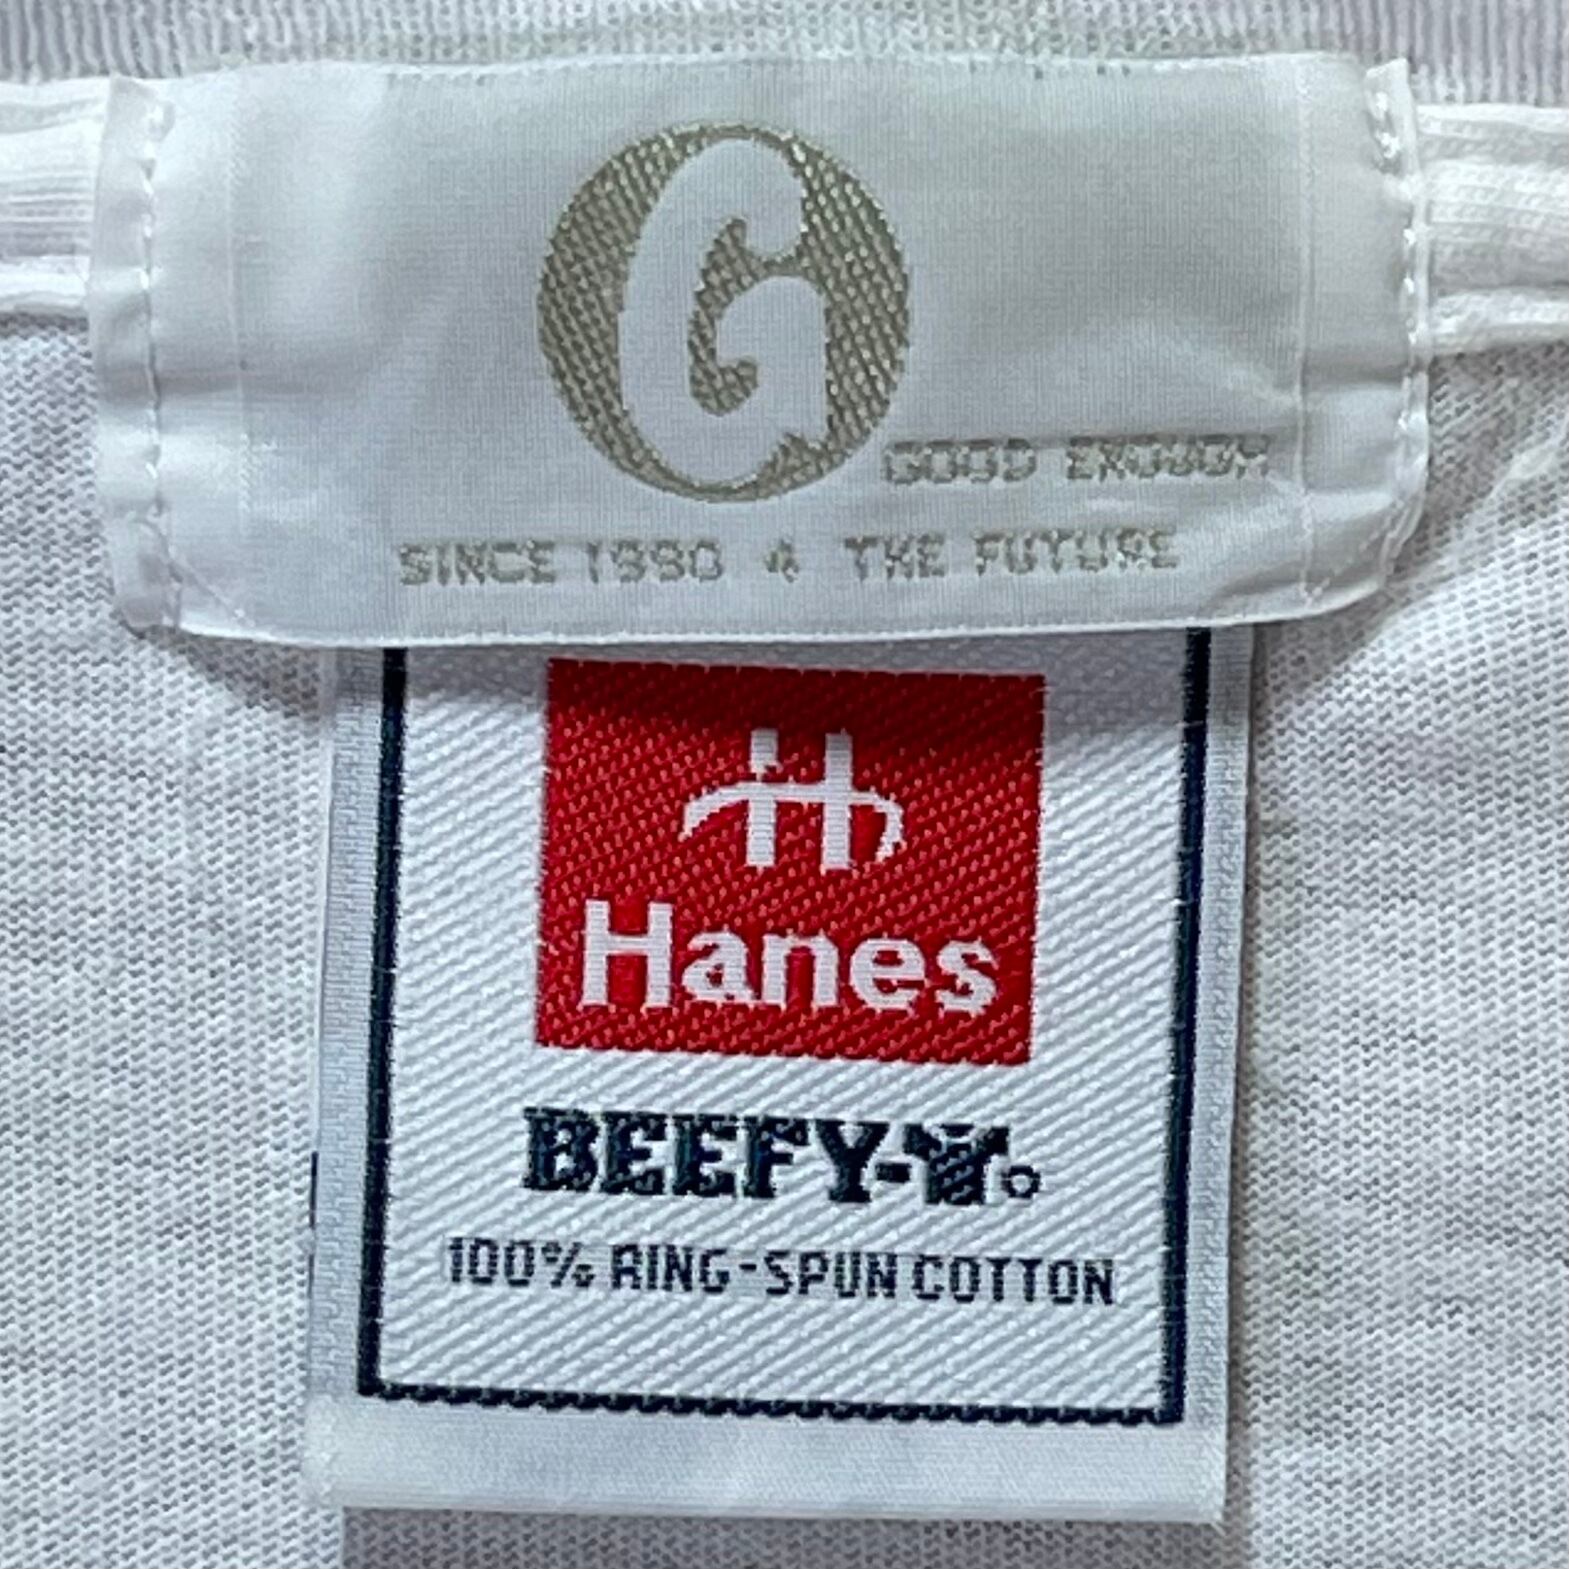 G
GOOD ENOUGH
SINCE 1990 & THE FUTURE
H
Hanes
BEEFY-T®
100% RING-SPUN COTTON